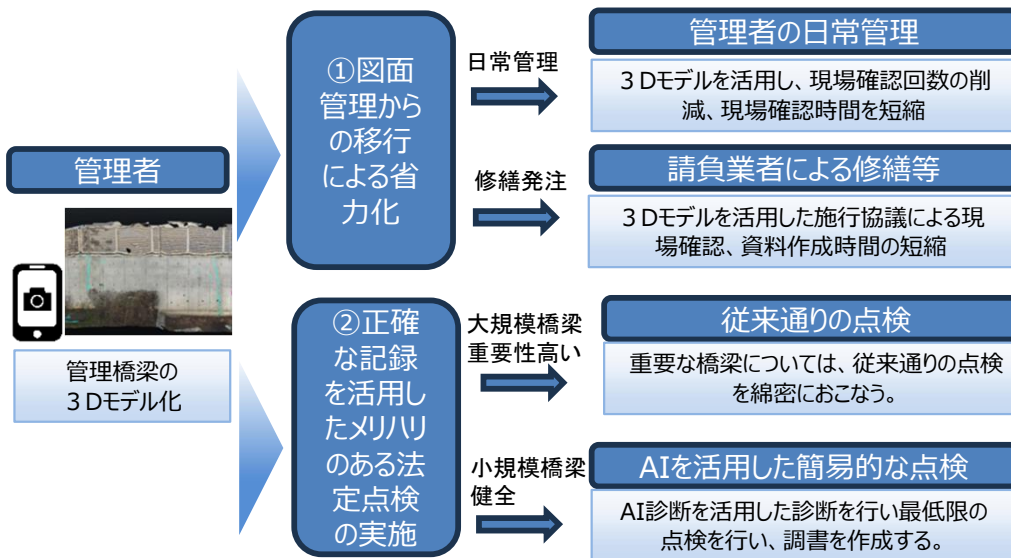 管理者
管理橋梁の
３Dモデル化
①図面
管理から
の移行
による省
力化
日常管理
管理者の日常管理
３Dモデルを活用し、現場確認回数の削
減、現場確認時間を短縮
修繕発注
請負業者による修繕等
３Dモデルを活用した施行協議による現
場確認、資料作成時間の短縮
②正確
な記録
を活用し
たメリハリ
のある法
定点検
の実施
大規模橋梁
重要性高い
従来通りの点検
重要な橋梁については、従来通りの点検
を綿密におこなう。
小規模橋梁
健全
AIを活用した簡易的な点検
AI診断を活用した診断を行い最低限の
点検を行い、調書を作成する。